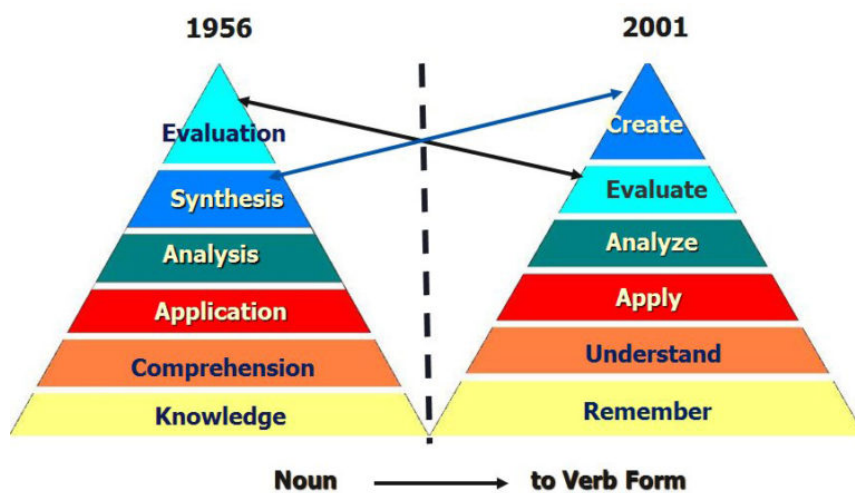 1956
Evaluation
Synthesis
Analysis
Application
Comprehension
Knowledge
2001
Create
Evaluate
Analyze
Apply
Understand
Remember
Noun to Verb Form